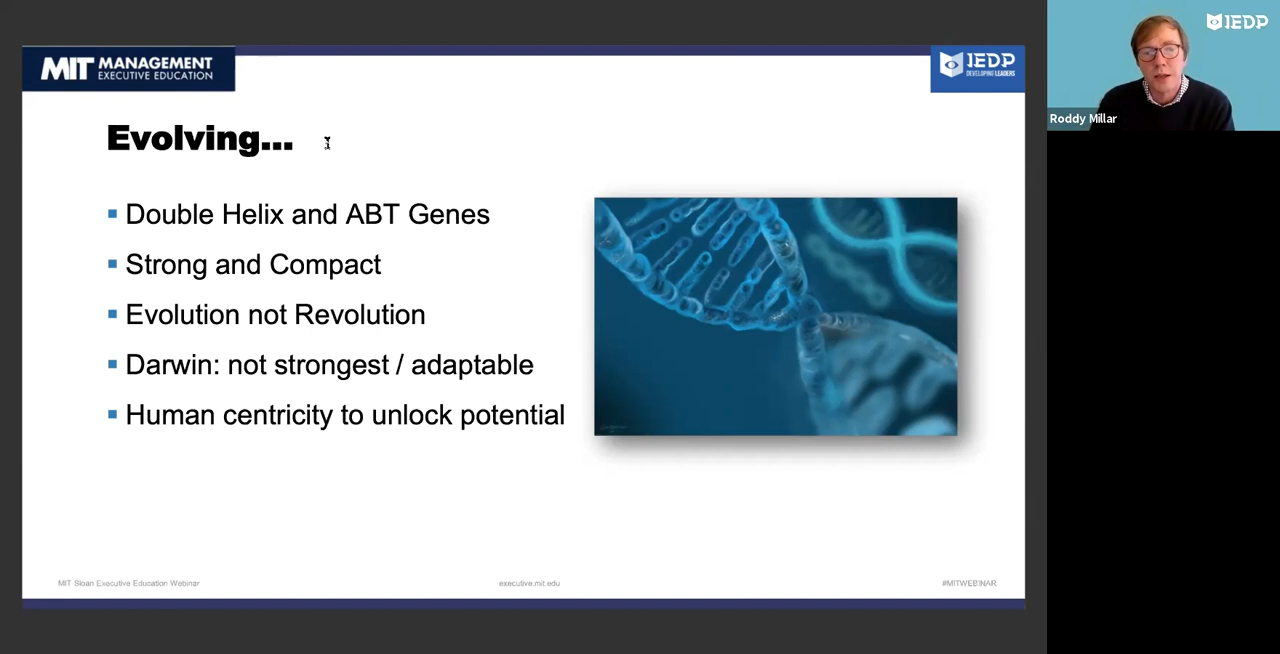 MIT MANAGEMENT
EXECUTIVE EDUCATION
IEDP
DEVELOPING LEADERS
IEDP
Roddy Millar
Evolving...
Double Helix and ABT Genes
Strong and Compact
Evolution not Revolution
Darwin: not strongest / adaptable
Human centricity to unlock potential
MIT Sloan Executive Education Webinar
executive.mit.edu
#MITWEBINAR